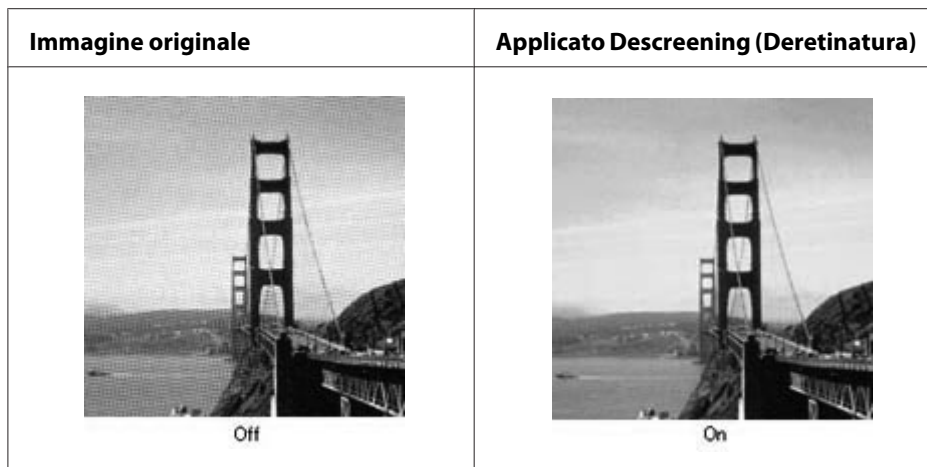 Immagine originale
Applicato Descreening (Deretinatura)
Off
On